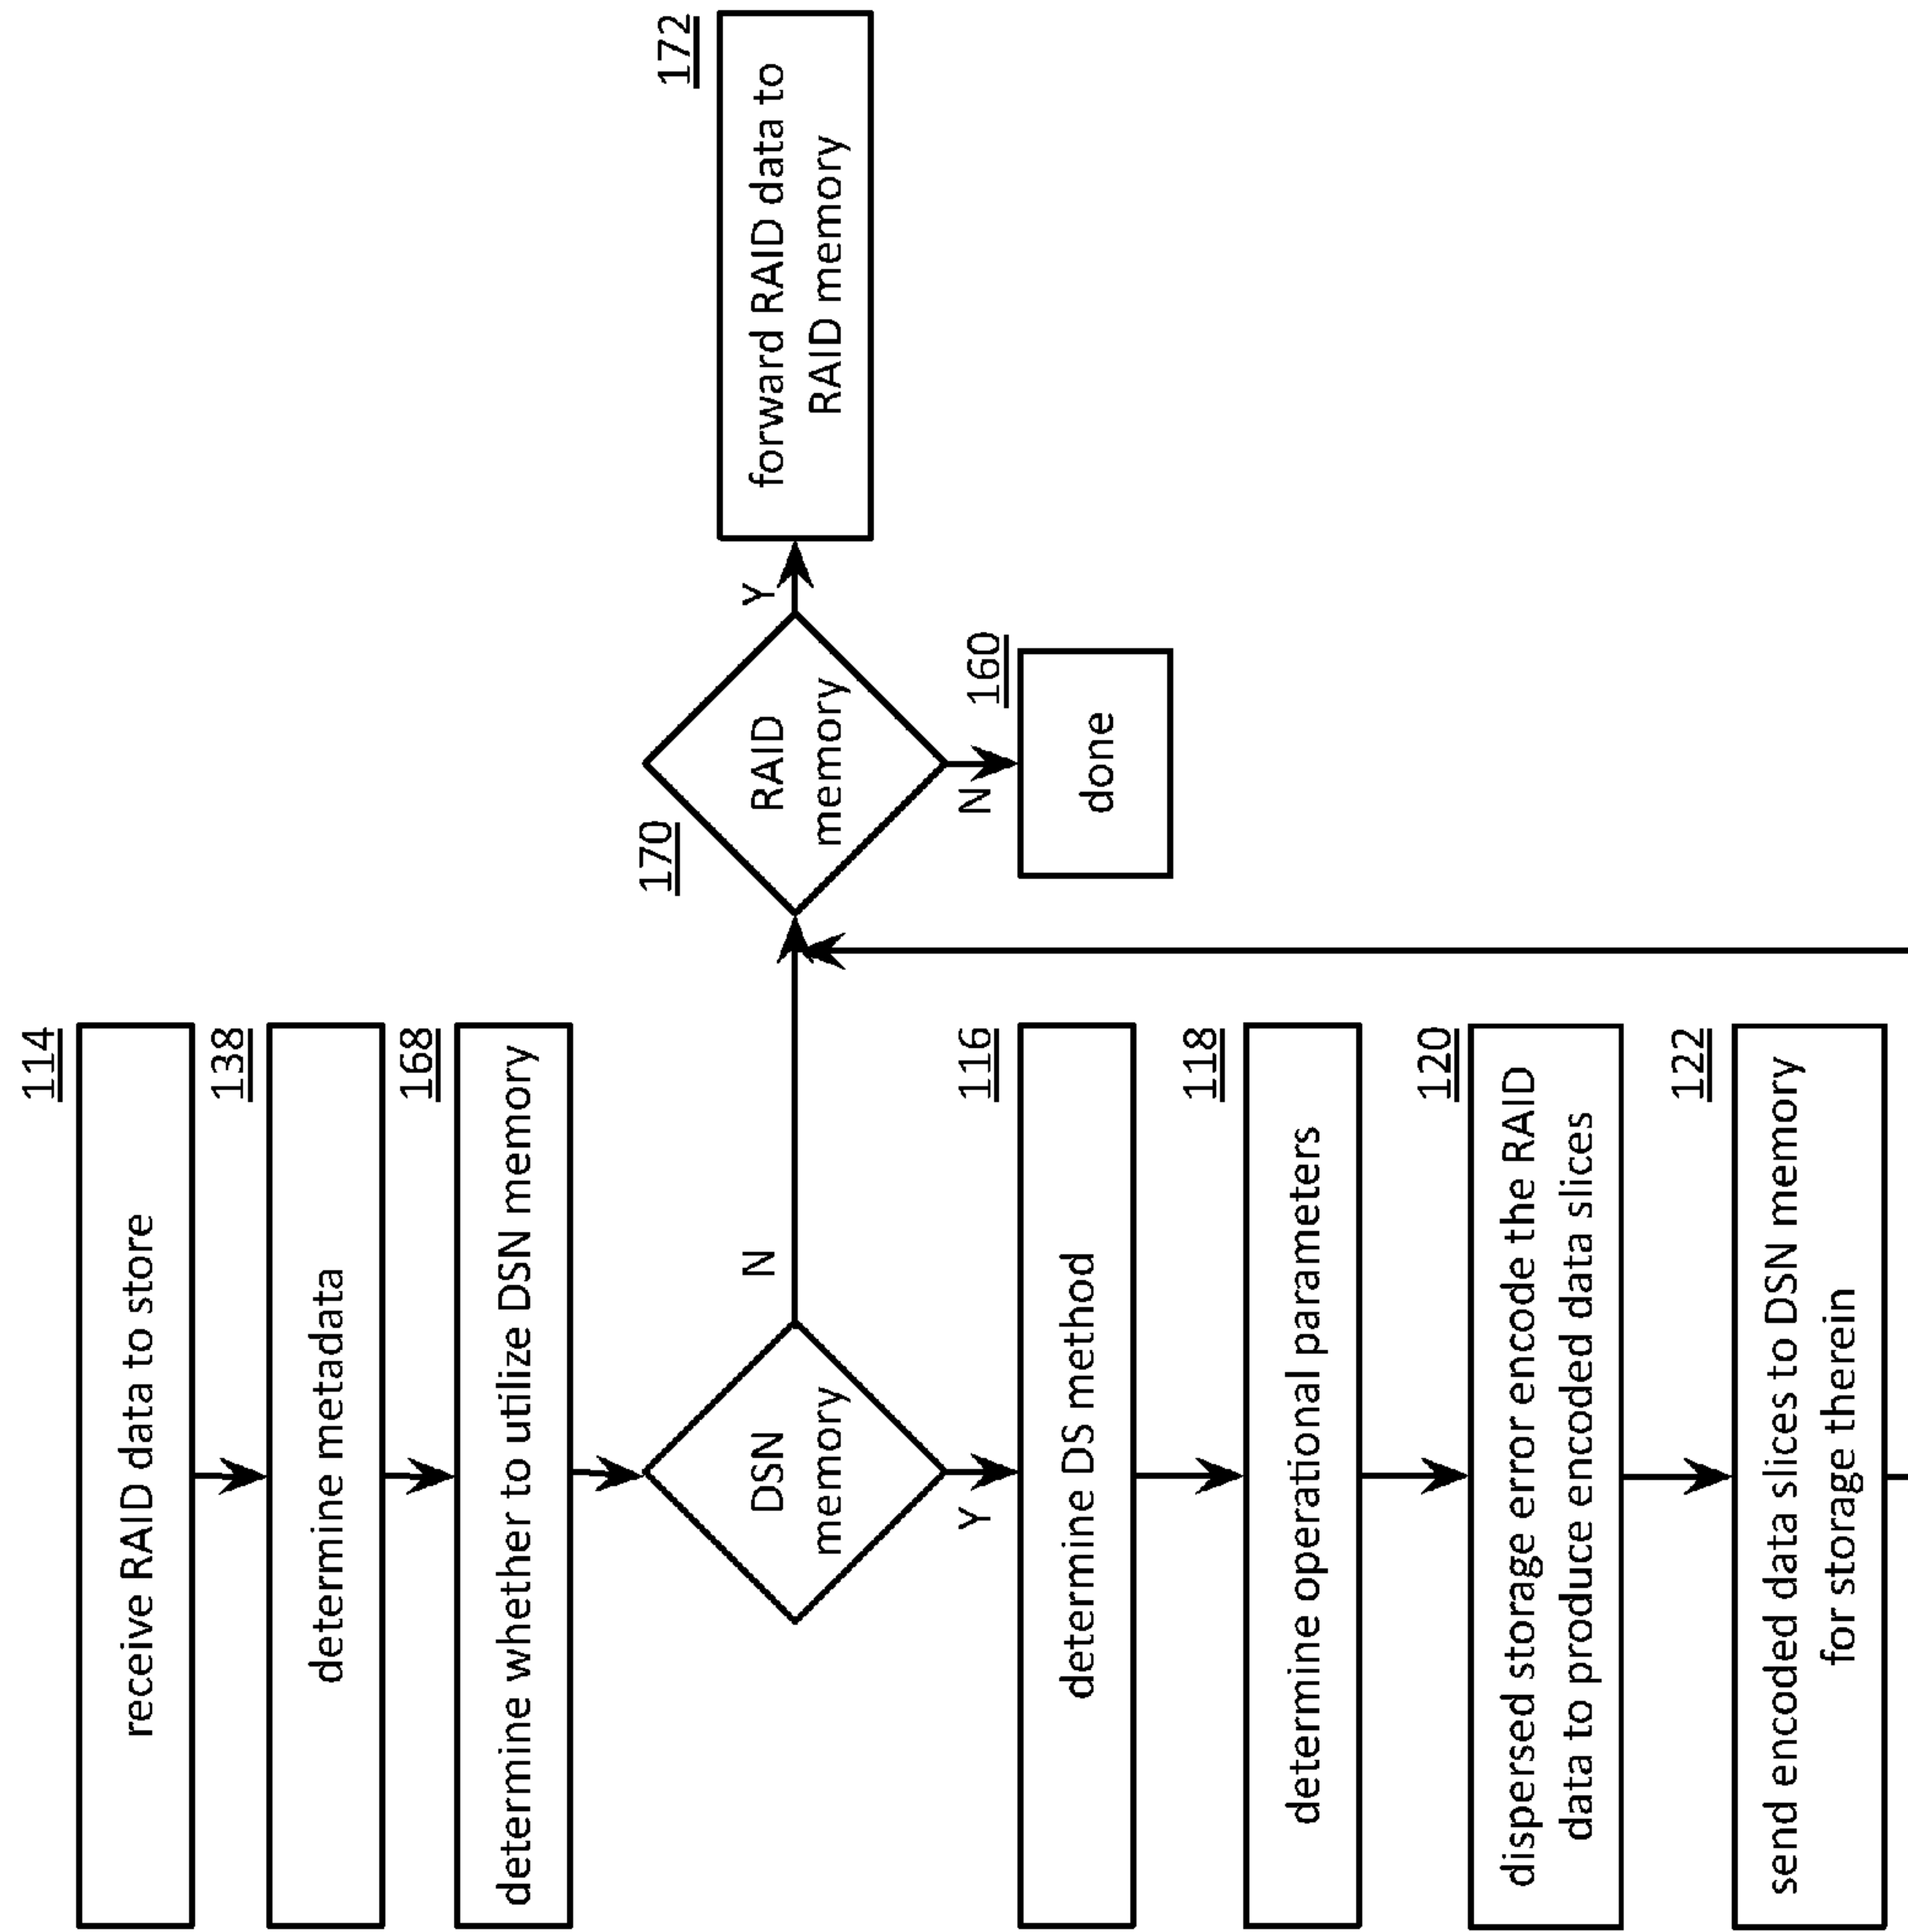 114
receive RAID data to store
138
determine metadata
168
determine whether to utilize DSN memory
DSN
memory
N
Y
116
determine DS method
118
determine operational parameters
120
dispersed storage error encode the RAID
data to produce encoded data slices
122
send encoded data slices to DSN memory
for storage therein
170
RAID
memory
Y
N
160
done
172
forward RAID data to
RAID memory